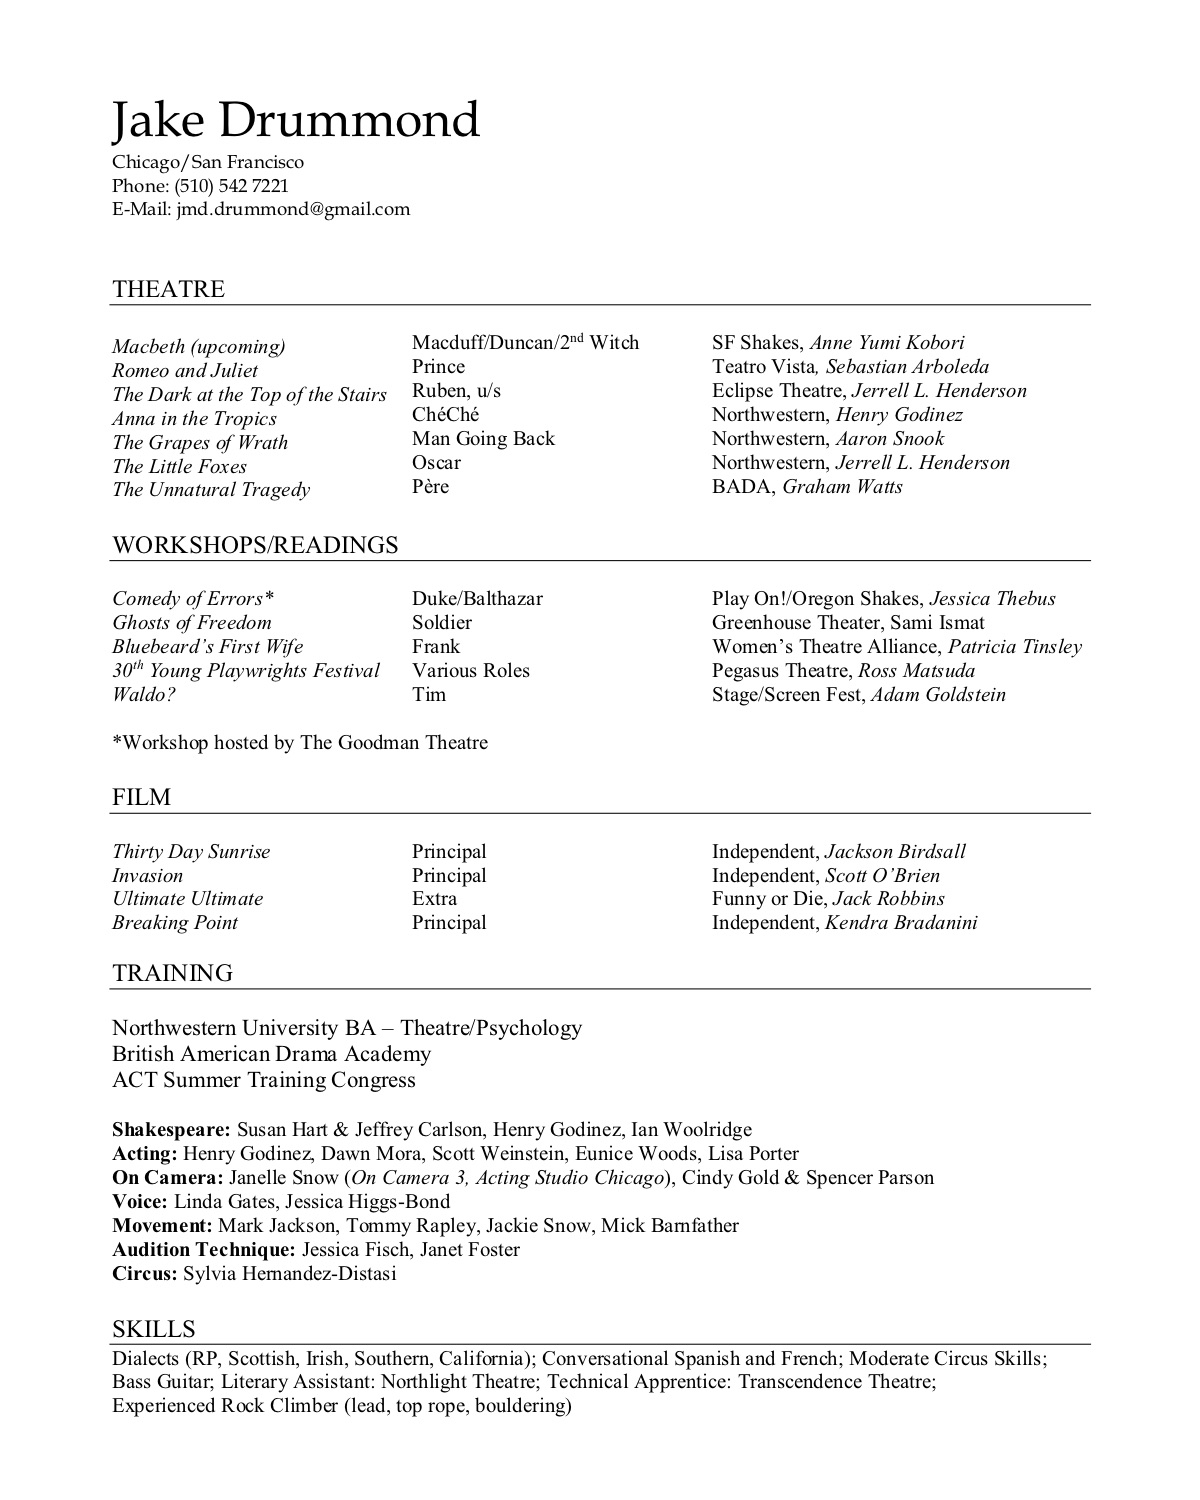 Jake Drummond
Chicago/San Francisco
Phone: (510) 542 7221
E-Mail: jmd.drummond@gmail.com
THEATRE
Macbeth (upcoming) Macduff/Duncan/2nd Witch SF Shakes, Anne Yumi Kobori
Romeo and Juliet Prince Teatro Vista, Sebastian Arboleda
The Dark at the Top of the Stairs Ruben, u/s Eclipse Theatre, Jerrell L. Henderson
Anna in the Tropics ChéChé Northwestern, Henry Godinez
The Grapes of Wrath Man Going Back Northwestern, Aaron Snook
The Little Foxes Oscar Northwestern, Jerrell L. Henderson
The Unnatural Tragedy Père BADA, Graham Watts
WORKSHOPS/READINGS
Comedy of Errors* Duke/Balthazar Play On!/Oregon Shakes, Jessica Thebus
Ghosts of Freedom Soldier Greenhouse Theater, Sami Ismat
Bluebeard’s First Wife Frank Women’s Theatre Alliance, Patricia Tinsley
30th Young Playwrights Festival Various Roles Pegasus Theatre, Ross Matsuda
Waldo? Tim Stage/Screen Fest, Adam Goldstein
*Workshop hosted by The Goodman Theatre
FILM
Thirty Day Sunrise Principal Independent, Jackson Birdsall
Invasion Principal Independent, Scott O’Brien
Ultimate Ultimate Extra Funny or Die, Jack Robbins
Breaking Point Principal Independent, Kendra Bradanini
TRAINING
Northwestern University BA – Theatre/Psychology
British American Drama Academy
ACT Summer Training Congress
Shakespeare: Susan Hart & Jeffrey Carlson, Henry Godinez, Ian Woolridge
Acting: Henry Godinez, Dawn Mora, Scott Weinstein, Eunice Woods, Lisa Porter
On Camera: Janelle Snow (On Camera 3, Acting Studio Chicago), Cindy Gold & Spencer Parson
Voice: Linda Gates, Jessica Higgs-Bond
Movement: Mark Jackson, Tommy Rapley, Jackie Snow, Mick Barnfather
Audition Technique: Jessica Fisch, Janet Foster
Circus: Sylvia Hernandez-Distasi
SKILLS
Dialects (RP, Scottish, Irish, Southern, California); Conversational Spanish and French; Moderate Circus Skills;
Bass Guitar; Literary Assistant: Northlight Theatre; Technical Apprentice: Transcendence Theatre;
Experienced Rock Climber (lead, top rope, bouldering)